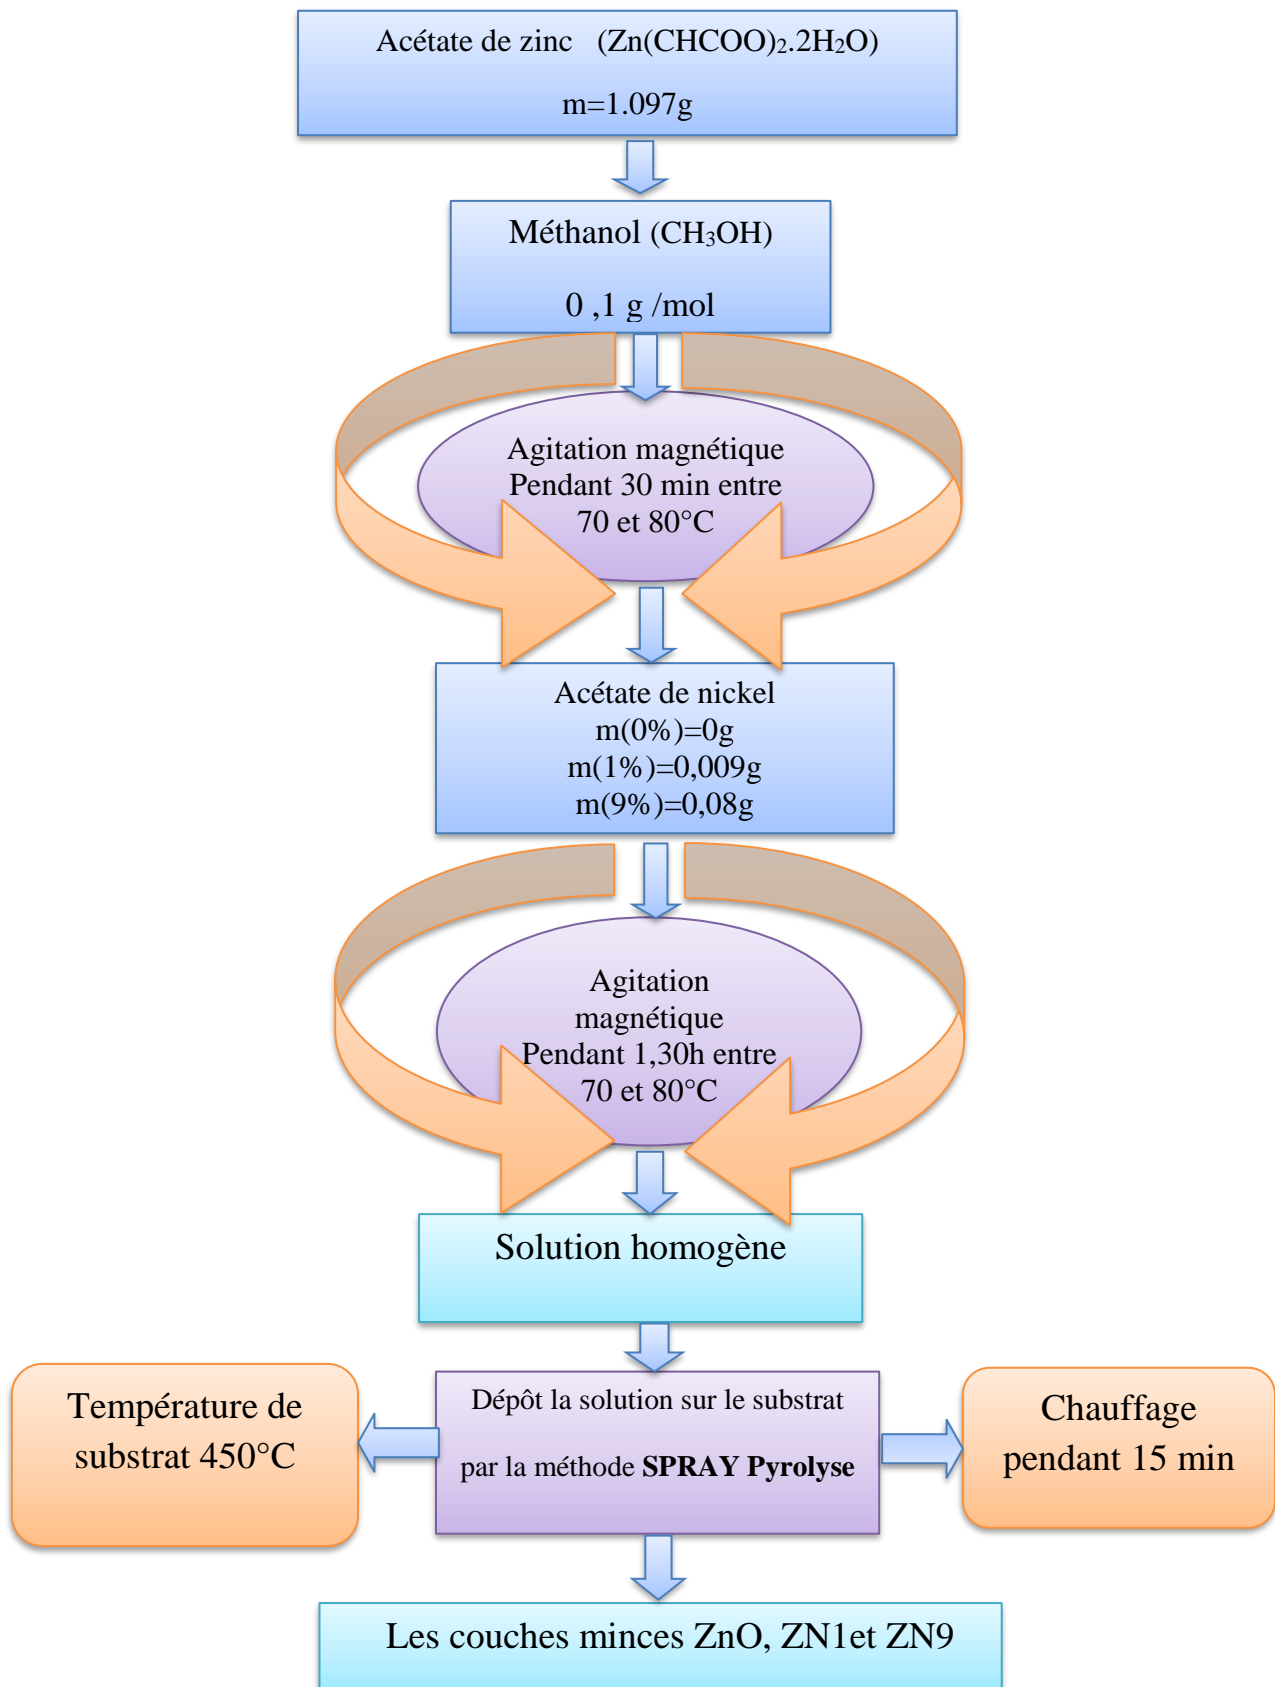 Acétate de zinc (Zn(CHCOO)₂.2H₂O)
m=1.097g
Méthanol (CH₃OH)
0 ,1 g /mol
Agitation magnétique
Pendant 30 min entre
70 et 80°C
Acétate de nickel
m(0%)=0g
m(1%)=0,009g
m(9%)=0,08g
Agitation
magnétique
Pendant 1,30h entre
70 et 80°C
Solution homogène
Température de
substrat 450°C
Dépôt la solution sur le substrat
par la méthode SPRAY Pyrolyse
Chauffage
pendant 15 min
Les couches minces ZnO, ZN1et ZN9